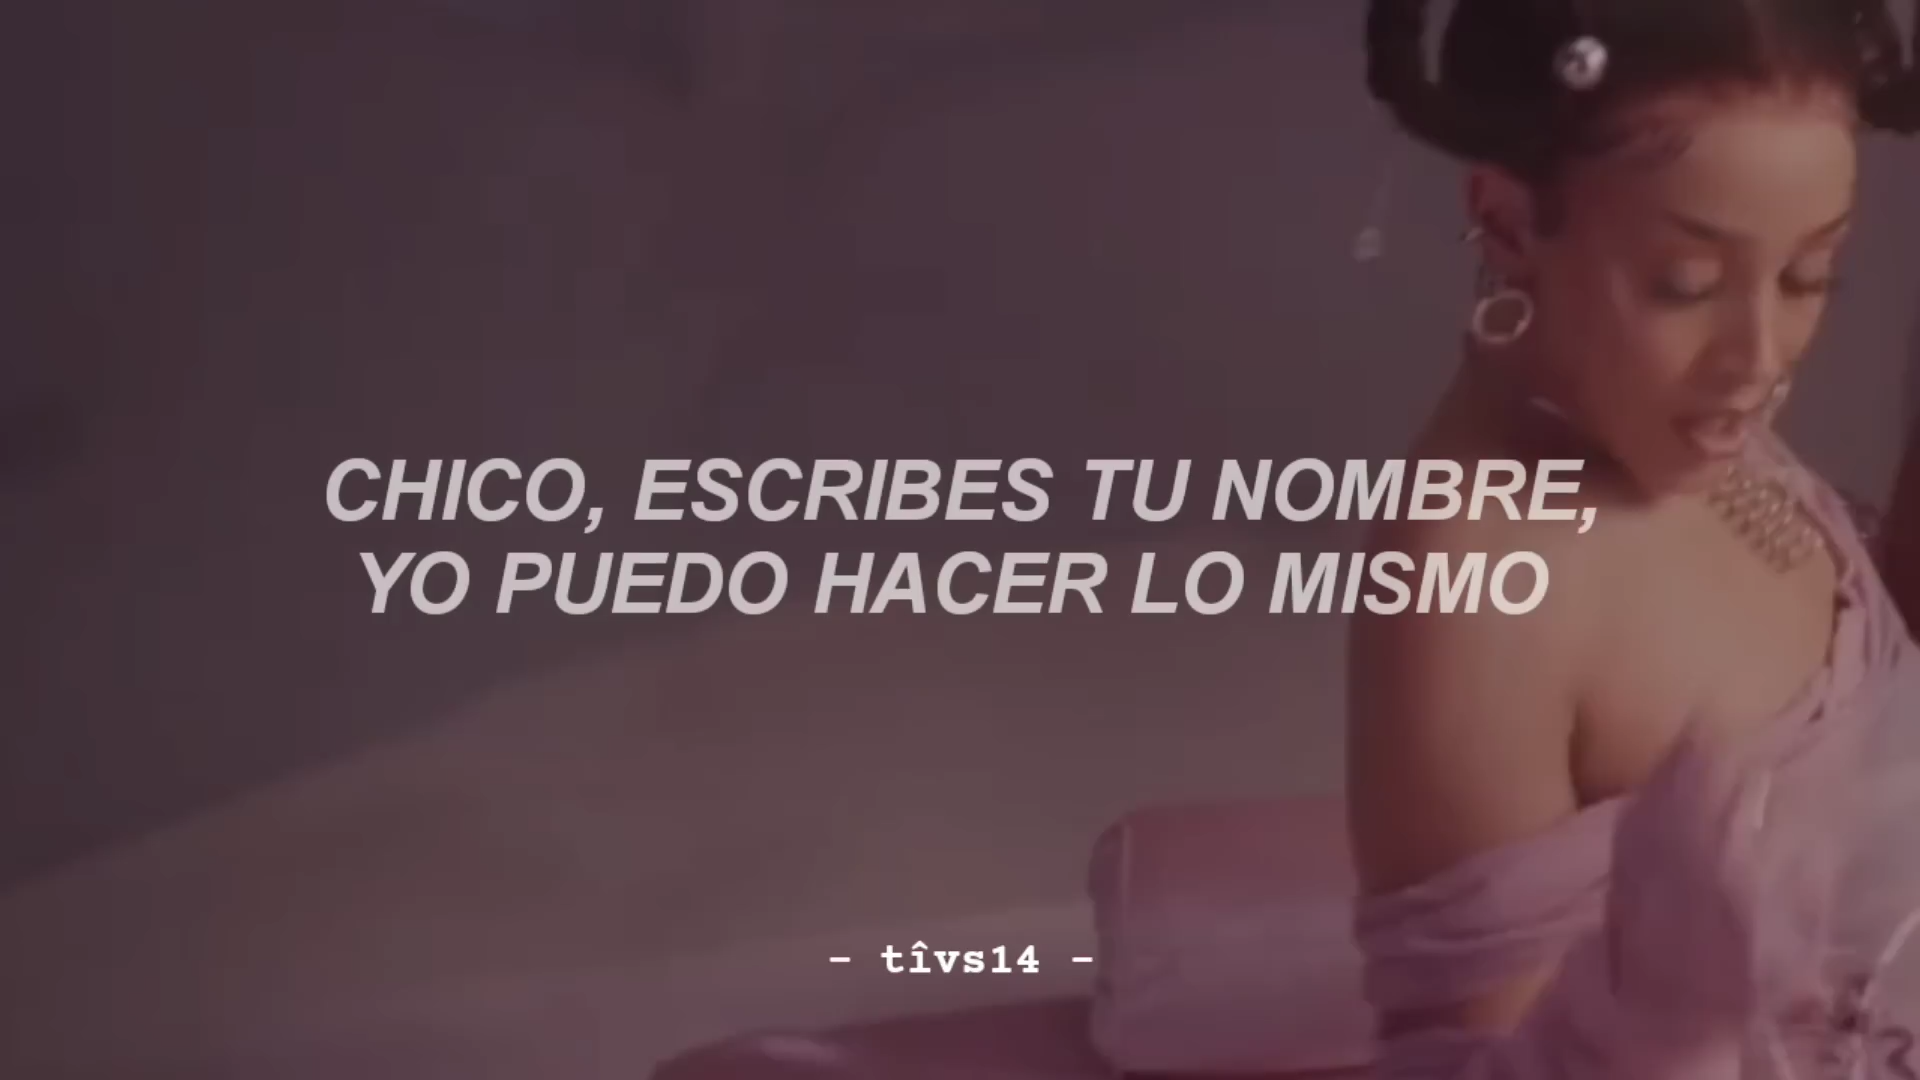 CHICO, ESCRIBES TU NOMBRE,
YO PUEDO HACER LO MISMO
- tîvs14 -